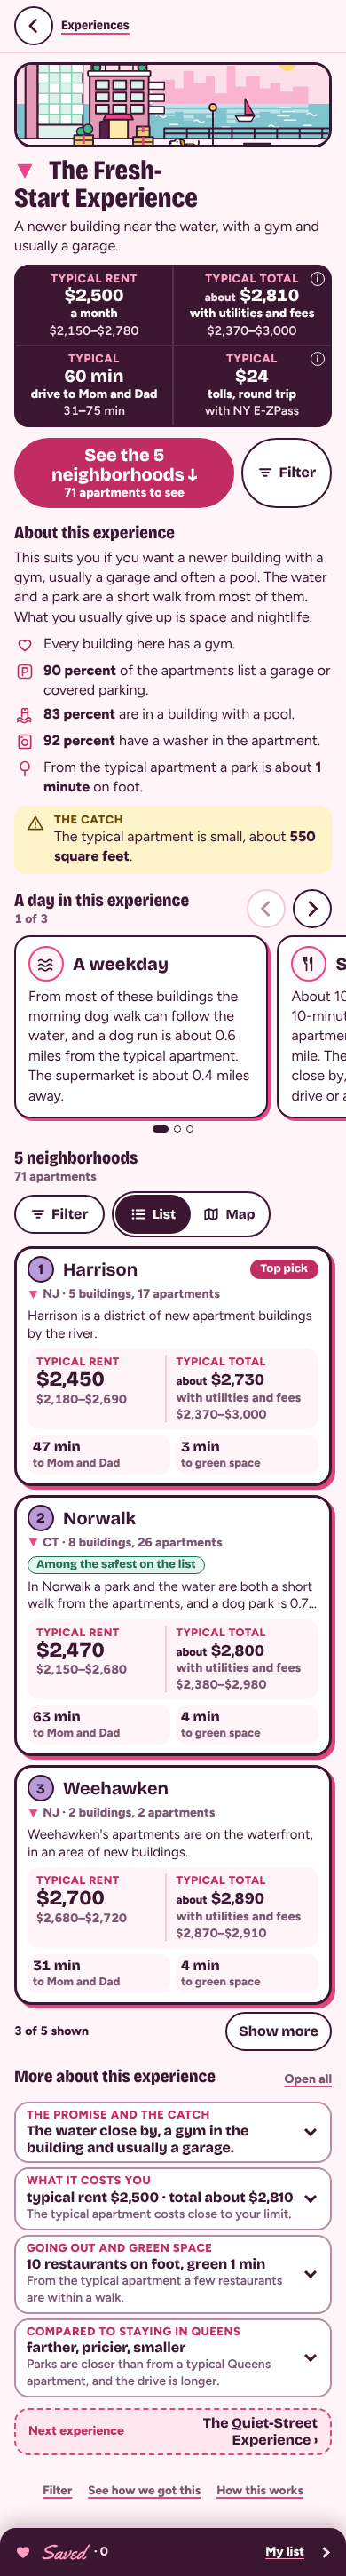 Experiences
The Fresh-
Start Experience
A newer building near the water, with a gym and
usually a garage.
TYPICAL RENT
$2,500
a month
$2,150–$2,780
TYPICAL TOTAL
about $2,810
with utilities and fees
$2,370–$3,000
TYPICAL
60 min
drive to Mom and Dad
31–75 min
TYPICAL
$24
tolls, round trip
with NY E-ZPass
See the 5
neighborhoods ↓
71 apartments to see
Filter
About this experience
This suits you if you want a newer building with a
gym, usually a garage and often a pool. The water
and a park are a short walk from most of them.
What you usually give up is space and nightlife.
Every building here has a gym.
90 percent of the apartments list a garage or
covered parking.
83 percent are in a building with a pool.
92 percent have a washer in the apartment.
From the typical apartment a park is about 1
minute on foot.
THE CATCH
The typical apartment is small, about 550
square feet.
A day in this experience
1 of 3
A weekday
From most of these buildings the
morning dog walk can follow the
water, and a dog run is about 0.6
miles from the typical apartment.
The supermarket is about 0.4 miles
away.
S
About 10
10-minut
apartmen
mile. The
close by,
drive or a
5 neighborhoods
71 apartments
Filter
List
Map
1
Harrison
Top pick
NJ · 5 buildings, 17 apartments
Harrison is a district of new apartment buildings
by the river.
TYPICAL RENT
$2,450
$2,180–$2,690
TYPICAL TOTAL
about $2,730
with utilities and fees
$2,370–$3,000
47 min
to Mom and Dad
3 min
to green space
2
Norwalk
CT · 8 buildings, 26 apartments
Among the safest on the list
In Norwalk a park and the water are both a short
walk from the apartments, and a dog park is 0.7...
TYPICAL RENT
$2,470
$2,150–$2,680
TYPICAL TOTAL
about $2,800
with utilities and fees
$2,380–$2,980
63 min
to Mom and Dad
4 min
to green space
3
Weehawken
NJ · 2 buildings, 2 apartments
Weehawken's apartments are on the waterfront,
in an area of new buildings.
TYPICAL RENT
$2,700
$2,680–$2,720
TYPICAL TOTAL
about $2,890
with utilities and fees
$2,870–$2,910
31 min
to Mom and Dad
4 min
to green space
3 of 5 shown
Show more
More about this experience
Open all
THE PROMISE AND THE CATCH
The water close by, a gym in the
building and usually a garage.
WHAT IT COSTS YOU
typical rent $2,500 · total about $2,810
The typical apartment costs close to your limit.
GOING OUT AND GREEN SPACE
10 restaurants on foot, green 1 min
From the typical apartment a few restaurants
are within a walk.
COMPARED TO STAYING IN QUEENS
farther, pricier, smaller
Parks are closer than from a typical Queens
apartment, and the drive is longer.
Next experience
The Quiet-Street
Experience ›
Filter
See how we got this
How this works
Saved · 0
My list